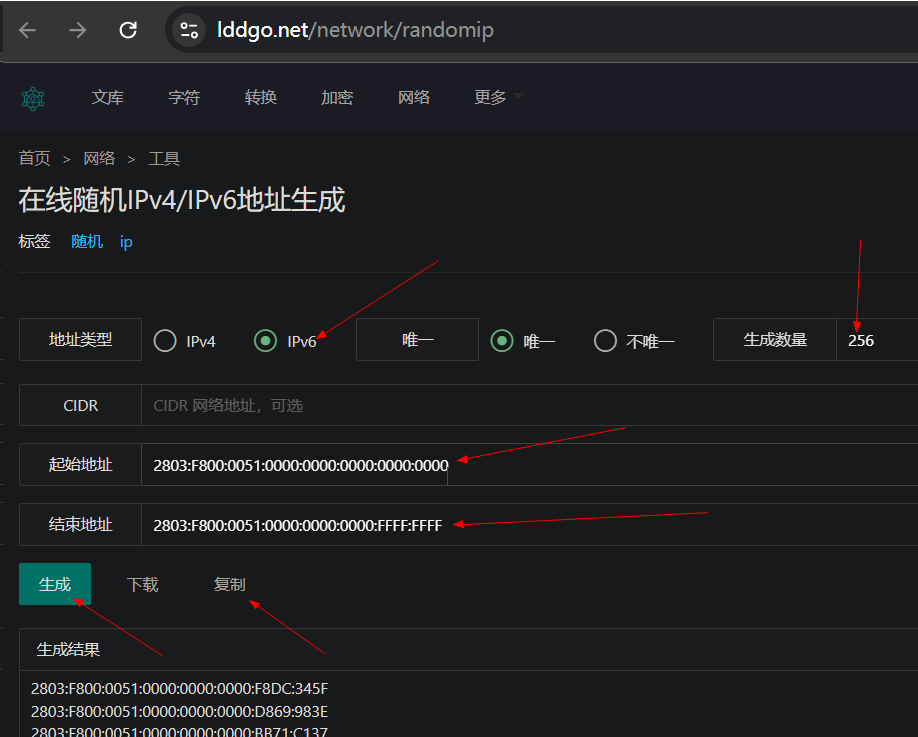 lddgo.net/network/randomip
文库 字符 转换 加密 网络 更多
首页 > 网络 > 工具
在线随机IPv4/IPv6地址生成
标签 随机 ip
地址类型 IPv4 IPv6 唯一 唯一 不唯一 生成数量 256
CIDR CIDR 网络地址，可选
起始地址 2803:F800:0051:0000:0000:0000:0000:0000
结束地址 2803:F800:0051:0000:0000:0000:FFFF:FFFF
生成 下载 复制
生成结果
2803:F800:0051:0000:0000:0000:F8DC:345F
2803:F800:0051:0000:0000:0000:D869:983E
2803:F800:0051:0000:0000:0000:BB71:C137